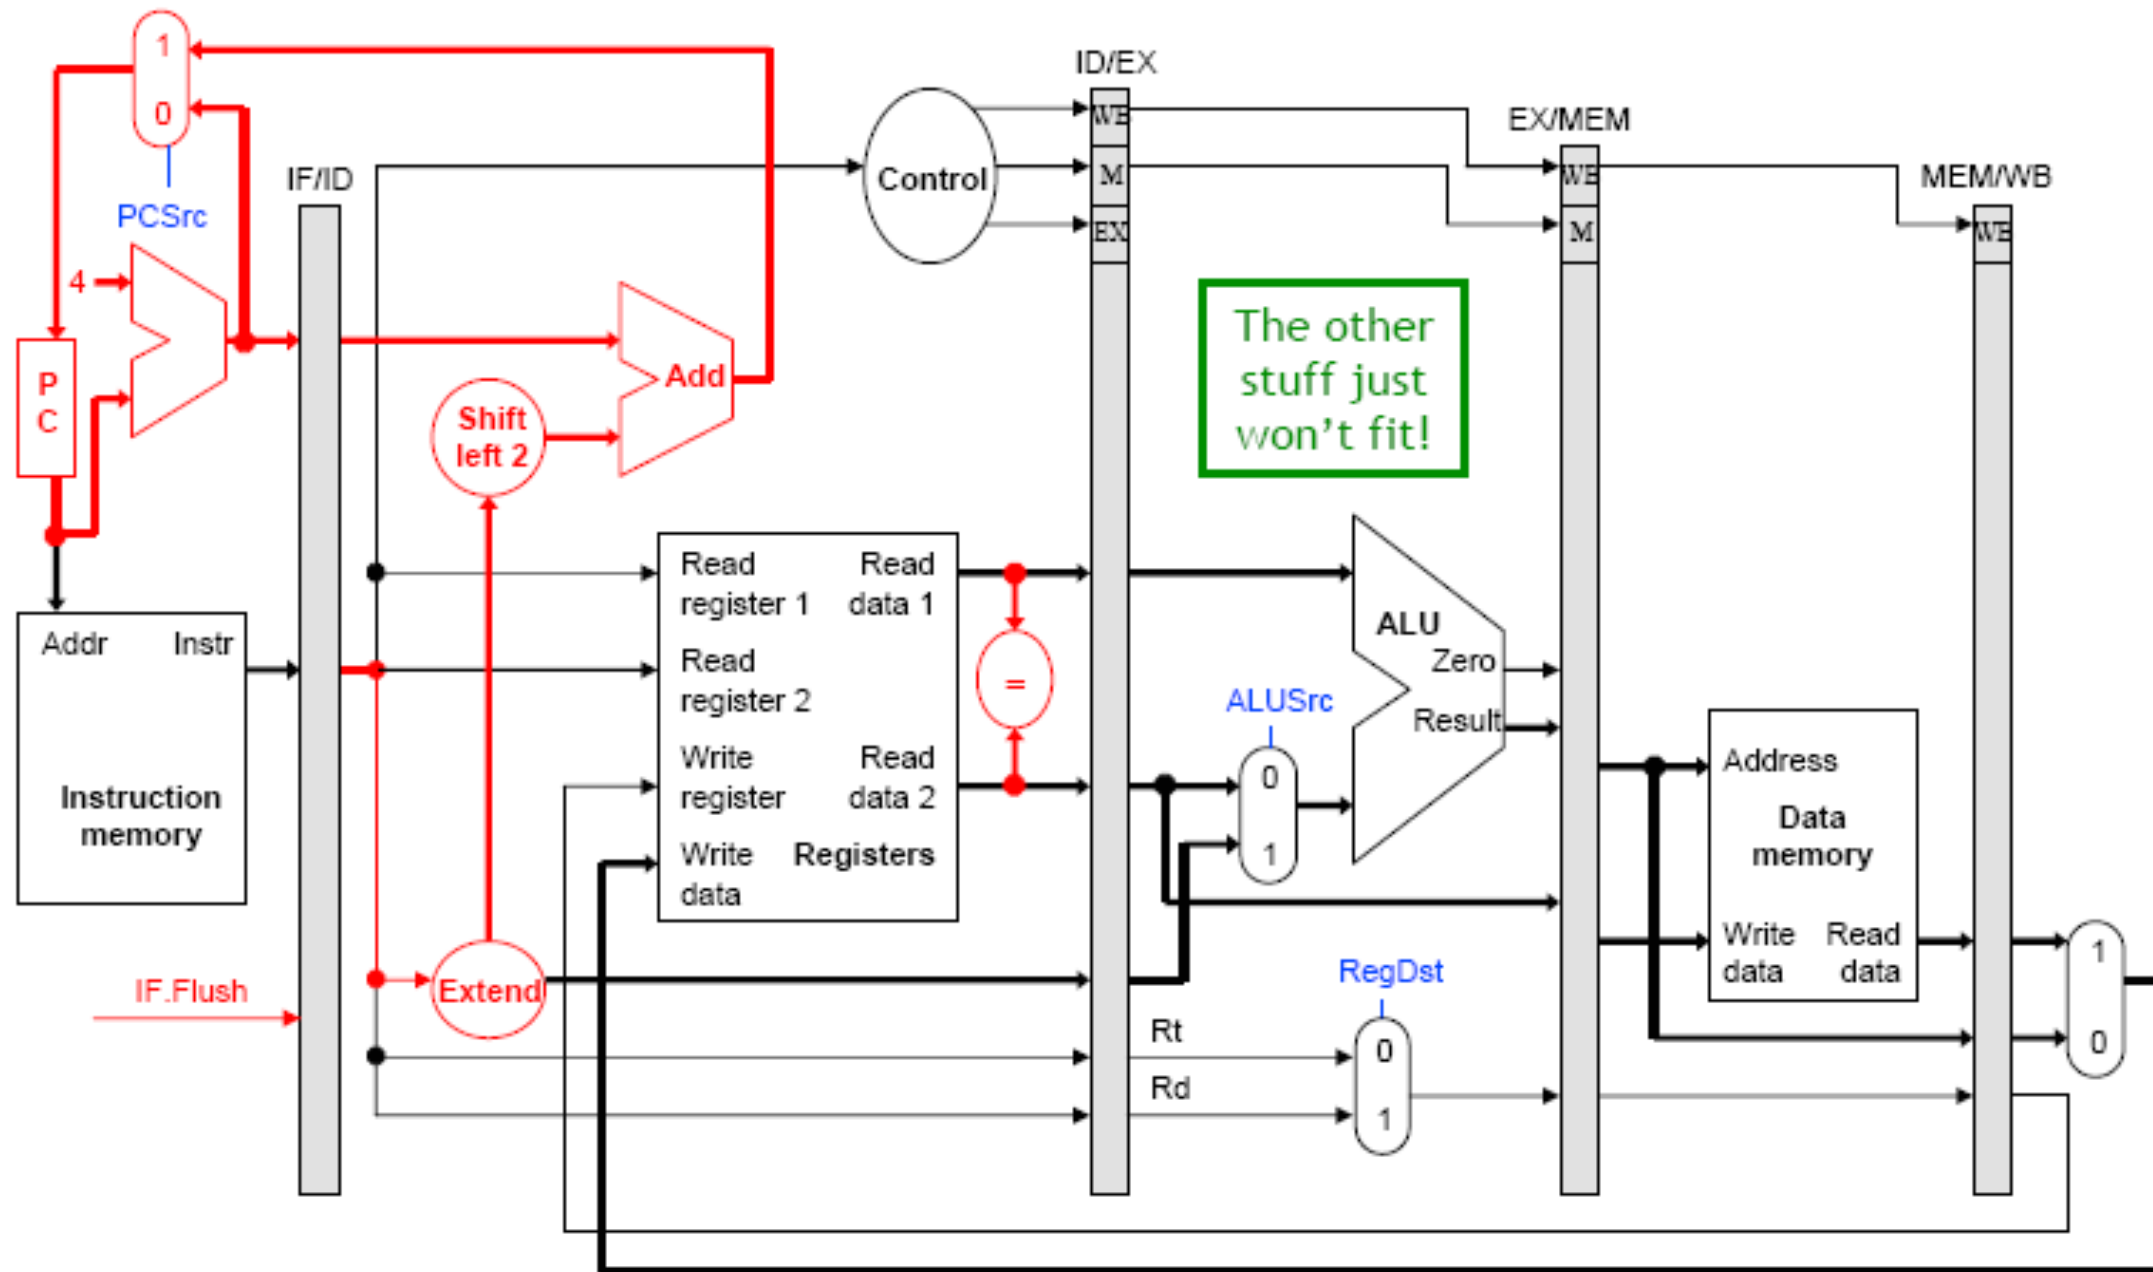 1
0
PCSrc
4
P
C
Addr Instr
Instruction
memory
IF.Flush
IF/ID
Shift
left 2
Add
Extend
Control
Read
register 1
Read
data 1
Read
register 2
Write
register
Read
data 2
Write
data
Registers
=
ID/EX
WB
M
EX
The other
stuff just
won't fit!
ALUSrc
0
1
ALU
Zero
Result
RegDst
Rt
Rd
0
1
EX/MEM
WB
M
Address
Data
memory
Write
data
Read
data
MEM/WB
WB
1
0